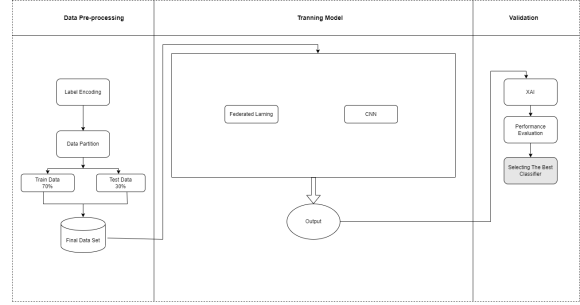 Data Pre-processing
Tranning Model
Validation
Label Encoding
Data Partition
Train Data
70%
Test Data
30%
Final Data Set
Federated Larning
CNN
Output
XAI
Performance
Evaluation
Selecting The Best
Classifier